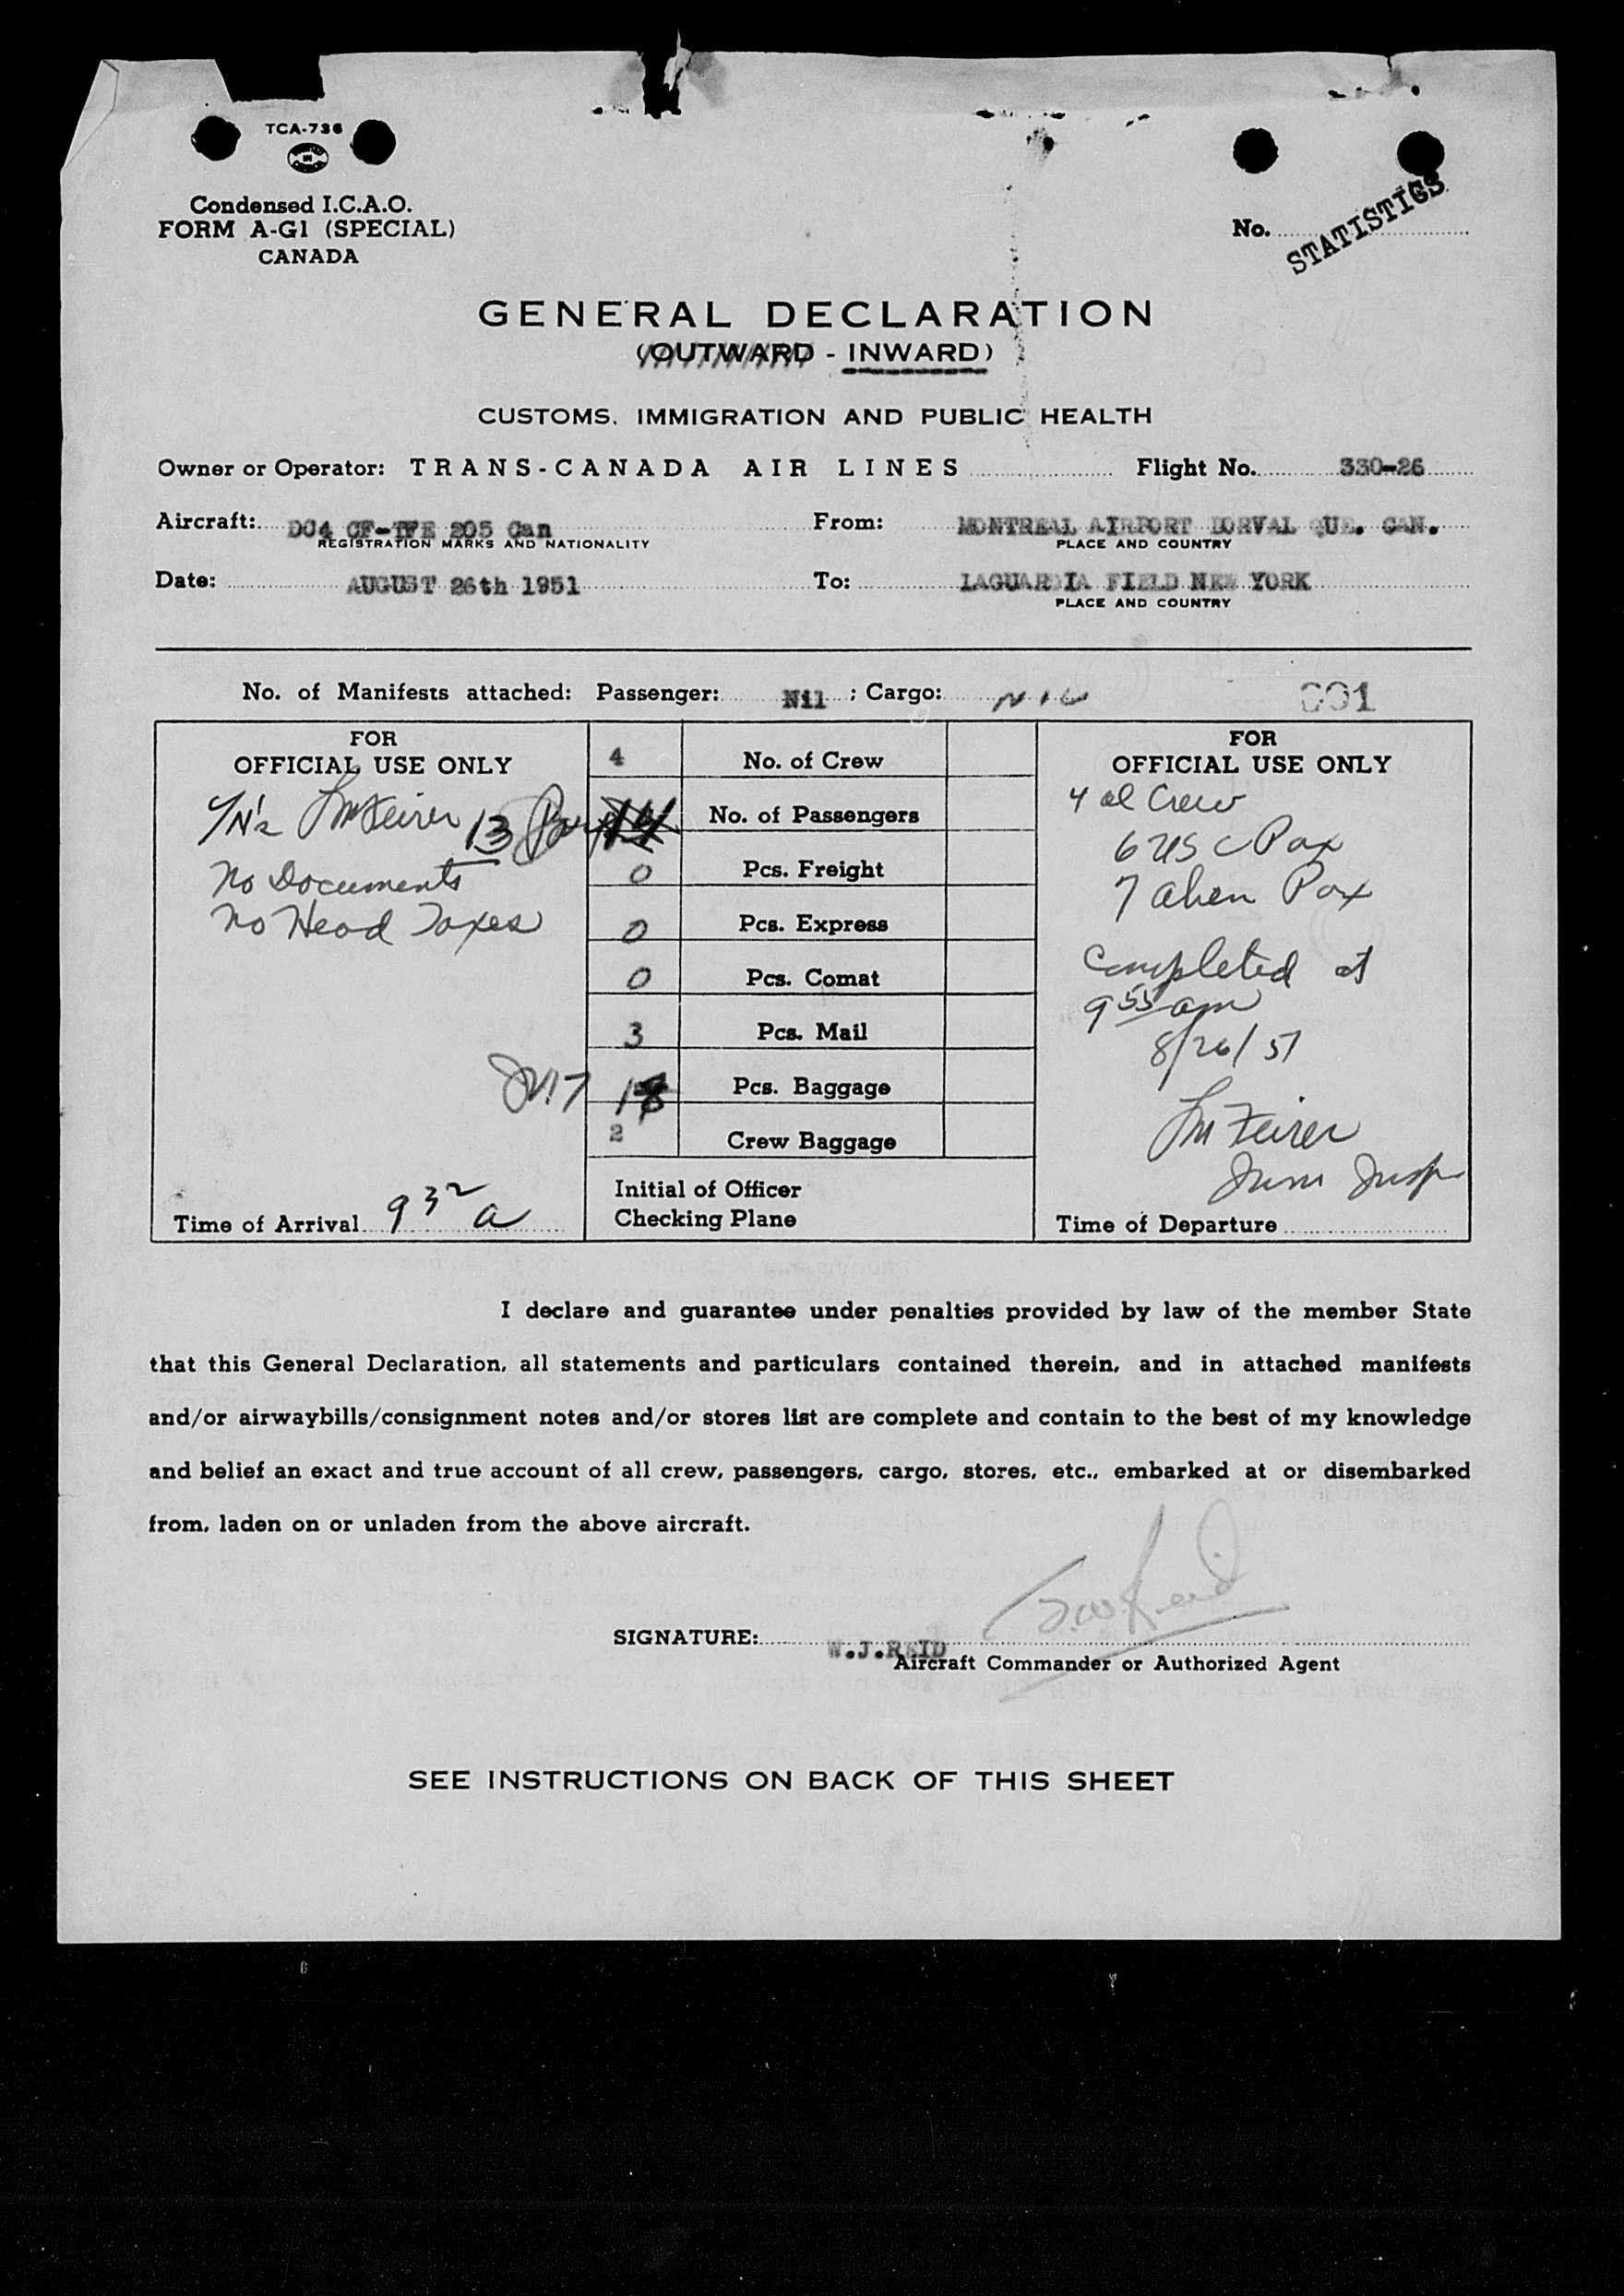 TCA-736
Condensed I.C.A.O.
FORM A-G1 (SPECIAL)
CANADA
No.
STATISTICS
GENERAL DECLARATION
(OUTWARD - INWARD)
CUSTOMS, IMMIGRATION AND PUBLIC HEALTH
Owner or Operator: TRANS-CANADA AIR LINES Flight No. 330-26
Aircraft: DC4 CF-TFE 205 Can From: MONTREAL AIRPORT DORVAL QUE. CAN.
REGISTRATION MARKS AND NATIONALITY PLACE AND COUNTRY
Date: AUGUST 26th 1951 To: LAGUARDIA FIELD NEW YORK
PLACE AND COUNTRY
No. of Manifests attached: Passenger: Nil ; Cargo: NIL 001
FOR
OFFICIAL USE ONLY
13 Pax
No Documents
No Head Taxes
Time of Arrival 9 32 a
4 No. of Crew
14 No. of Passengers
0 Pcs. Freight
0 Pcs. Express
0 Pcs. Comat
3 Pcs. Mail
17 Pcs. Baggage
2 Crew Baggage
Initial of Officer
Checking Plane
FOR
OFFICIAL USE ONLY
4 al Crew
6 USC Pax
7 alien Pax
Completed at
9 55 am
8/26/51
Imm Insp
Time of Departure
I declare and guarantee under penalties provided by law of the member State
that this General Declaration, all statements and particulars contained therein, and in attached manifests
and/or airwaybills/consignment notes and/or stores list are complete and contain to the best of my knowledge
and belief an exact and true account of all crew, passengers, cargo, stores, etc., embarked at or disembarked
from, laden on or unladen from the above aircraft.
SIGNATURE: W.J.REID
Aircraft Commander or Authorized Agent
SEE INSTRUCTIONS ON BACK OF THIS SHEET